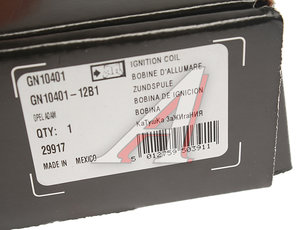 GN10401
GN10401-12B1
OPEL ADAM
QTY: 1
29917
MADE IN MEXICO
IGNITION COIL
BOBINE D'ALLUMARE
ZUNDSPULE
BOBINA DE IGNICION
BOBINA
КаТушКа ЗаЖИгаНИЯ
5 012759 503911